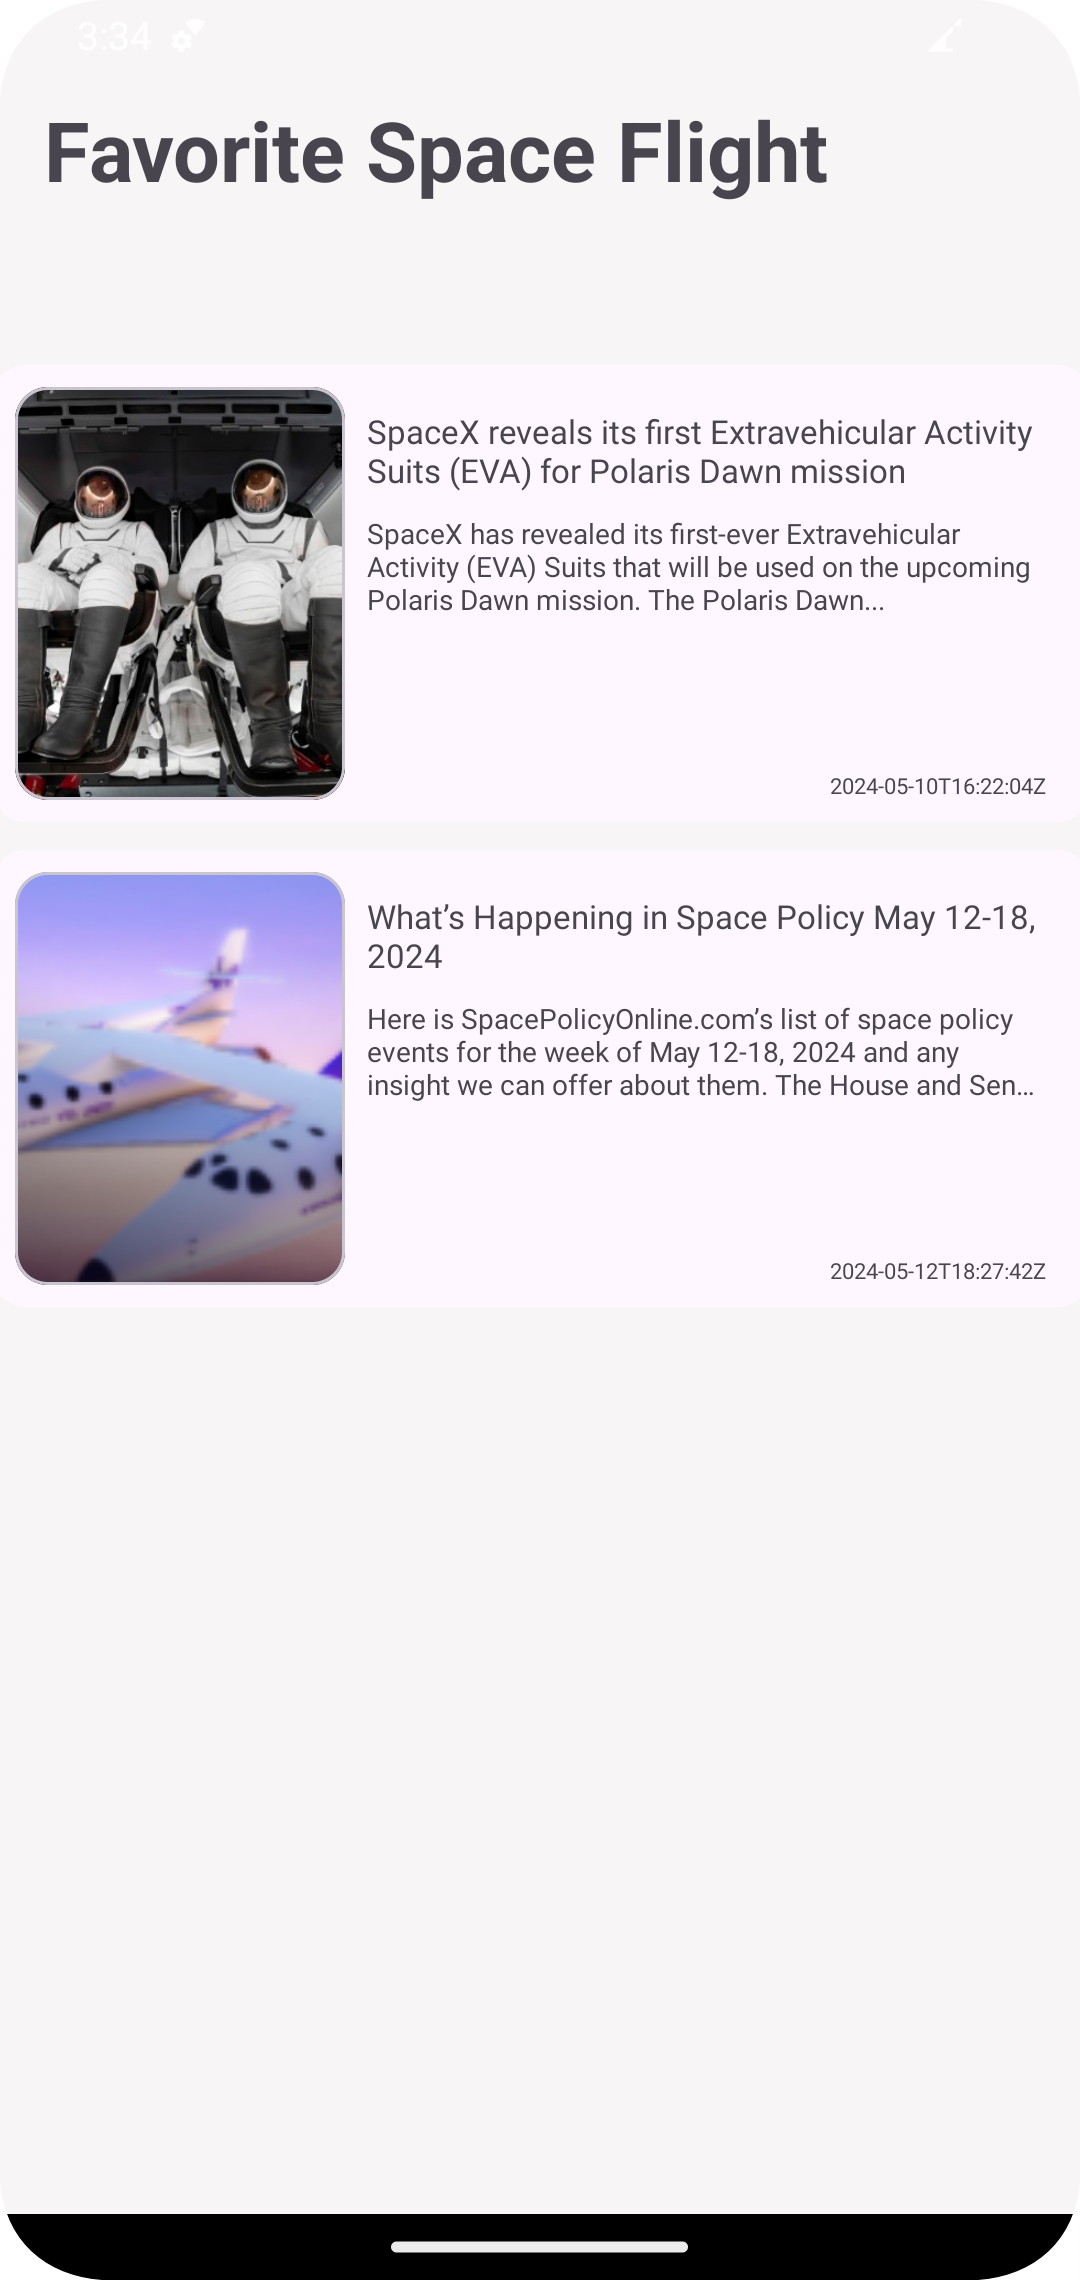 3:34
Favorite Space Flight
SpaceX reveals its first Extravehicular Activity
Suits (EVA) for Polaris Dawn mission
SpaceX has revealed its first-ever Extravehicular
Activity (EVA) Suits that will be used on the upcoming
Polaris Dawn mission. The Polaris Dawn...
2024-05-10T16:22:04Z
What’s Happening in Space Policy May 12-18,
2024
Here is SpacePolicyOnline.com’s list of space policy
events for the week of May 12-18, 2024 and any
insight we can offer about them. The House and Sen…
2024-05-12T18:27:42Z